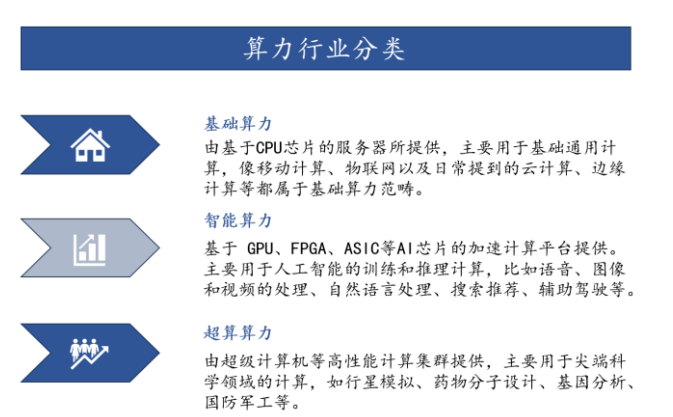 算力行业分类
基础算力
由基于CPU芯片的服务器所提供，主要用于基础通用计
算，像移动计算、物联网以及日常提到的云计算、边缘
计算等都属于基础算力范畴。
智能算力
基于 GPU、FPGA、ASIC等AI芯片的加速计算平台提供。
主要用于人工智能的训练和推理计算，比如语音、图像
和视频的处理、自然语言处理、搜索推荐、辅助驾驶等。
超算算力
由超级计算机等高性能计算集群提供，主要用于尖端科
学领域的计算，如行星模拟、药物分子设计、基因分析、
国防军工等。